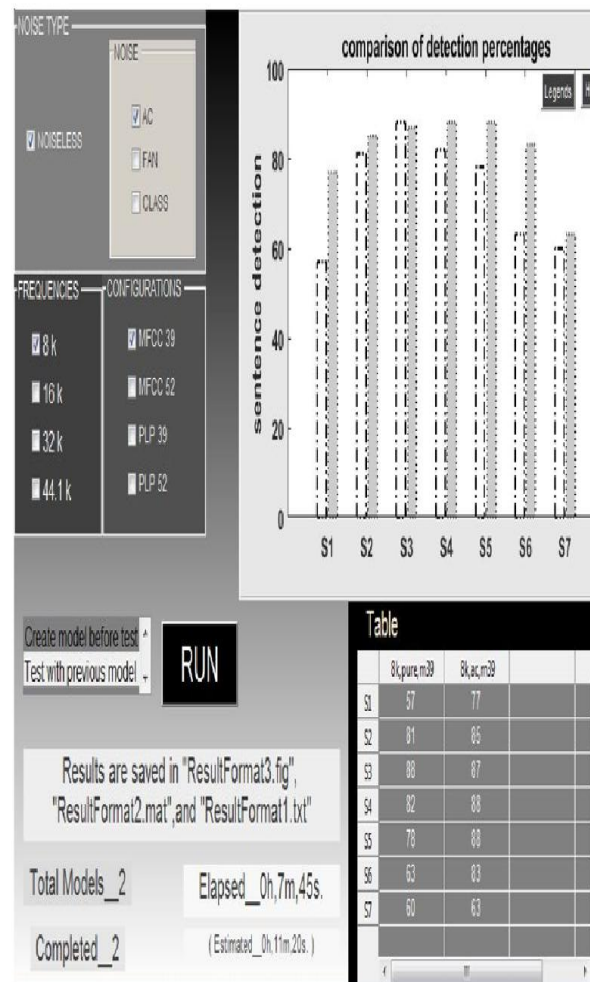 NOISE TYPE
NOISE
NOISELESS
AC
FAN
CLASS
FREQUENCIES
8 k
16 k
32 k
44.1 k
CONFIGURATIONS
MFCC 39
MFCC 52
PLP 39
PLP 52
comparison of detection percentages
Legends
sentence detection
100
80
60
40
20
0
S1 S2 S3 S4 S5 S6 S7
Create model before test
Test with previous model
RUN
Results are saved in "ResultFormat3.fig",
"ResultFormat2.mat",and "ResultFormat1.txt"
Total Models__2
Elapsed__0h,7m,45s.
Completed__2
( Estimated__0h,11m,20s. )
Table
8k,pure,m39 8k,ac,m39
S1 57 77
S2 81 85
S3 88 87
S4 82 88
S5 78 88
S6 63 83
S7 60 63